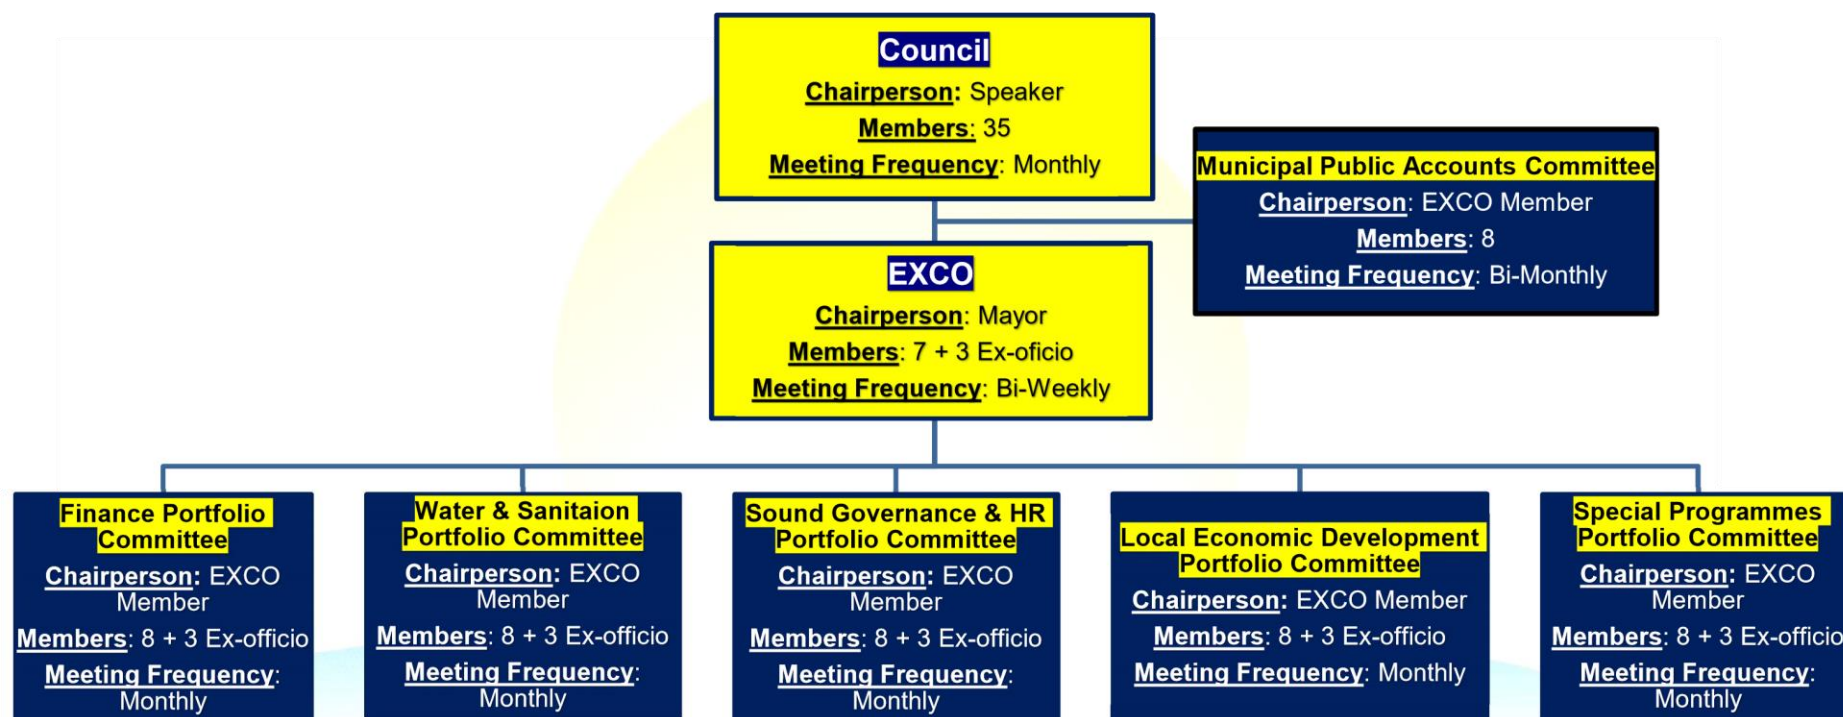 Council
Chairperson: Speaker
Members: 35
Meeting Frequency: Monthly
Municipal Public Accounts Committee
Chairperson: EXCO Member
Members: 8
Meeting Frequency: Bi-Monthly
EXCO
Chairperson: Mayor
Members: 7 + 3 Ex-oficio
Meeting Frequency: Bi-Weekly
Finance Portfolio
Committee
Chairperson: EXCO
Member
Members: 8 + 3 Ex-officio
Meeting Frequency:
Monthly
Water & Sanitaion
Portfolio Committee
Chairperson: EXCO
Member
Members: 8 + 3 Ex-officio
Meeting Frequency:
Monthly
Sound Governance & HR
Portfolio Committee
Chairperson: EXCO
Member
Members: 8 + 3 Ex-officio
Meeting Frequency:
Monthly
Local Economic Development
Portfolio Committee
Chairperson: EXCO Member
Members: 8 + 3 Ex-officio
Meeting Frequency: Monthly
Special Programmes
Portfolio Committee
Chairperson: EXCO
Member
Members: 8 + 3 Ex-officio
Meeting Frequency:
Monthly